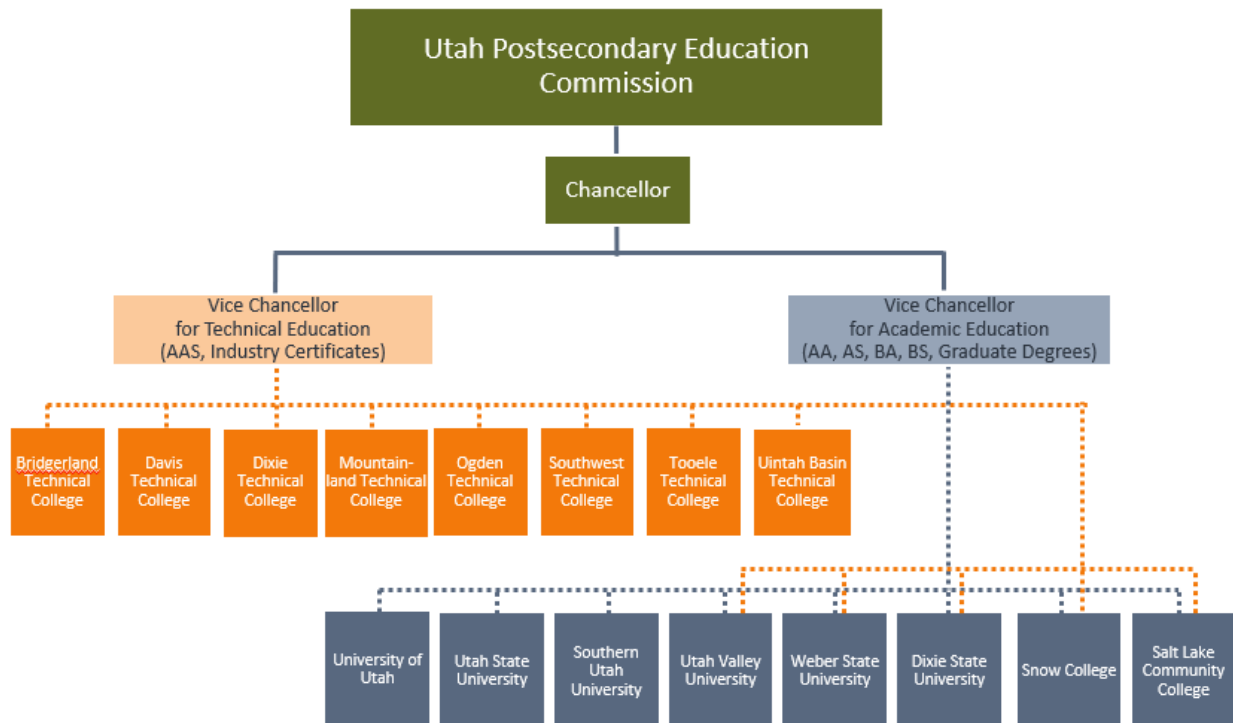 Utah Postsecondary Education
Commission
Chancellor
Vice Chancellor
for Technical Education
(AAS, Industry Certificates)
Vice Chancellor
for Academic Education
(AA, AS, BA, BS, Graduate Degrees)
Bridgerland
Technical
College
Davis
Technical
College
Dixie
Technical
College
Mountain-
land Technical
College
Ogden
Technical
College
Southwest
Technical
College
Tooele
Technical
College
Uintah Basin
Technical
College
University of
Utah
Utah State
University
Southern
Utah
University
Utah Valley
University
Weber State
University
Dixie State
University
Snow College
Salt Lake
Community
College